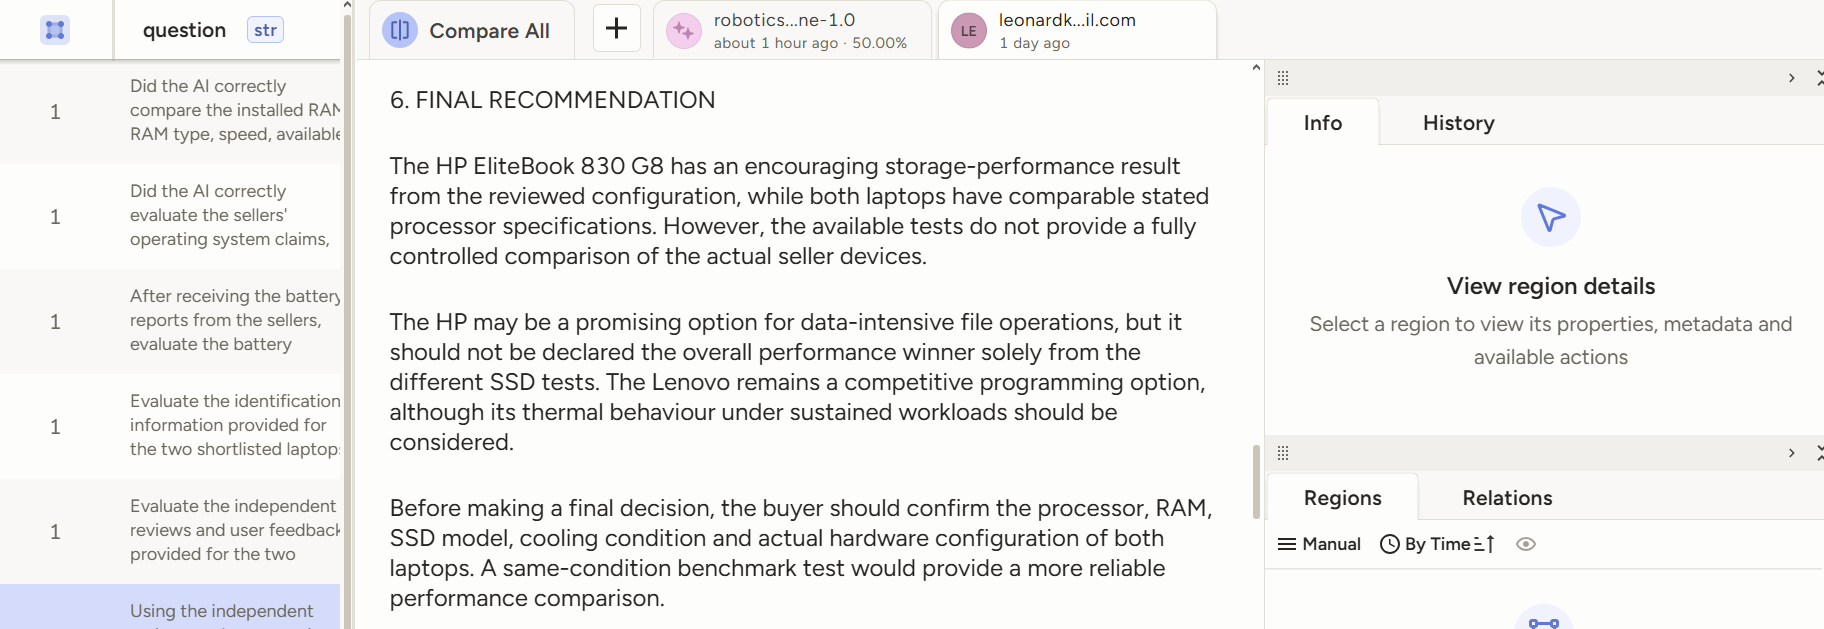 question str
Did the AI correctly
compare the installed RAM
RAM type, speed, available
1
Did the AI correctly
evaluate the sellers'
operating system claims,
1
After receiving the battery
reports from the sellers,
evaluate the battery
1
Evaluate the identification
information provided for
the two shortlisted laptops
1
Evaluate the independent
reviews and user feedback
provided for the two
1
Using the independent
Compare All
+
robotics...ne-1.0
about 1 hour ago · 50.00%
LE
leonardk...il.com
1 day ago
6. FINAL RECOMMENDATION
The HP EliteBook 830 G8 has an encouraging storage-performance result
from the reviewed configuration, while both laptops have comparable stated
processor specifications. However, the available tests do not provide a fully
controlled comparison of the actual seller devices.
The HP may be a promising option for data-intensive file operations, but it
should not be declared the overall performance winner solely from the
different SSD tests. The Lenovo remains a competitive programming option,
although its thermal behaviour under sustained workloads should be
considered.
Before making a final decision, the buyer should confirm the processor, RAM,
SSD model, cooling condition and actual hardware configuration of both
laptops. A same-condition benchmark test would provide a more reliable
performance comparison.
Info
History
View region details
Select a region to view its properties, metadata and
available actions
Regions
Relations
Manual
By Time